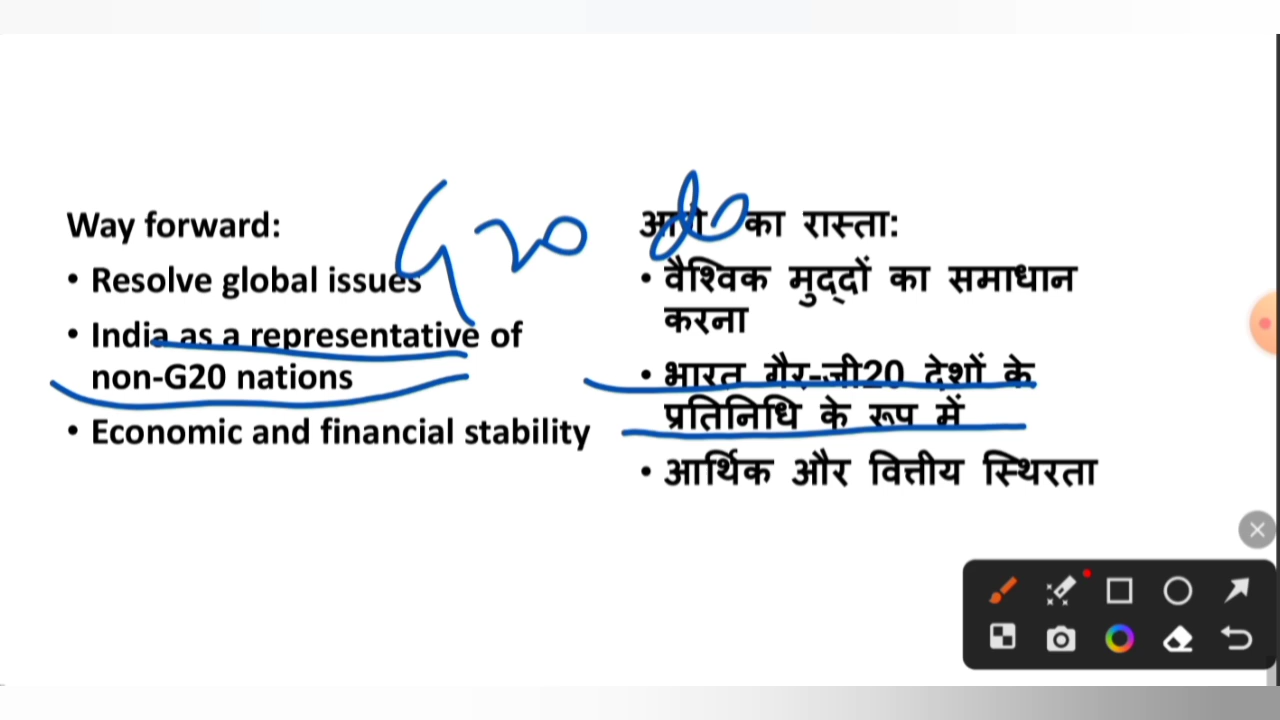 Way forward:
• Resolve global issues
• India as a representative of
non-G20 nations
• Economic and financial stability
G20
आगे का रास्ता:
• वैश्विक मुद्दों का समाधान
करना
• भारत गैर-जी20 देशों के
प्रतिनिधि के रूप में
• आर्थिक और वित्तीय स्थिरता